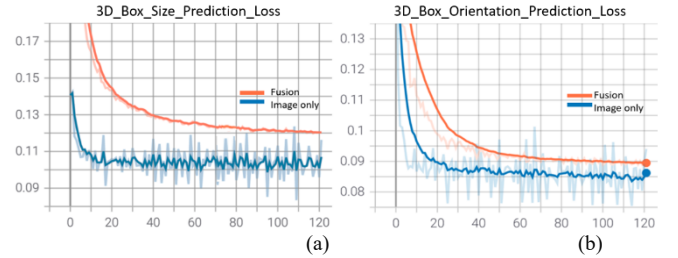 3D_Box_Size_Prediction_Loss
0.17
0.15
0.13
0.11
0.09
Fusion
Image only
0 20 40 60 80 100 120
(a)
3D_Box_Orientation_Prediction_Loss
0.13
0.12
0.11
0.1
0.09
0.08
Fusion
Image only
0 20 40 60 80 100 120
(b)